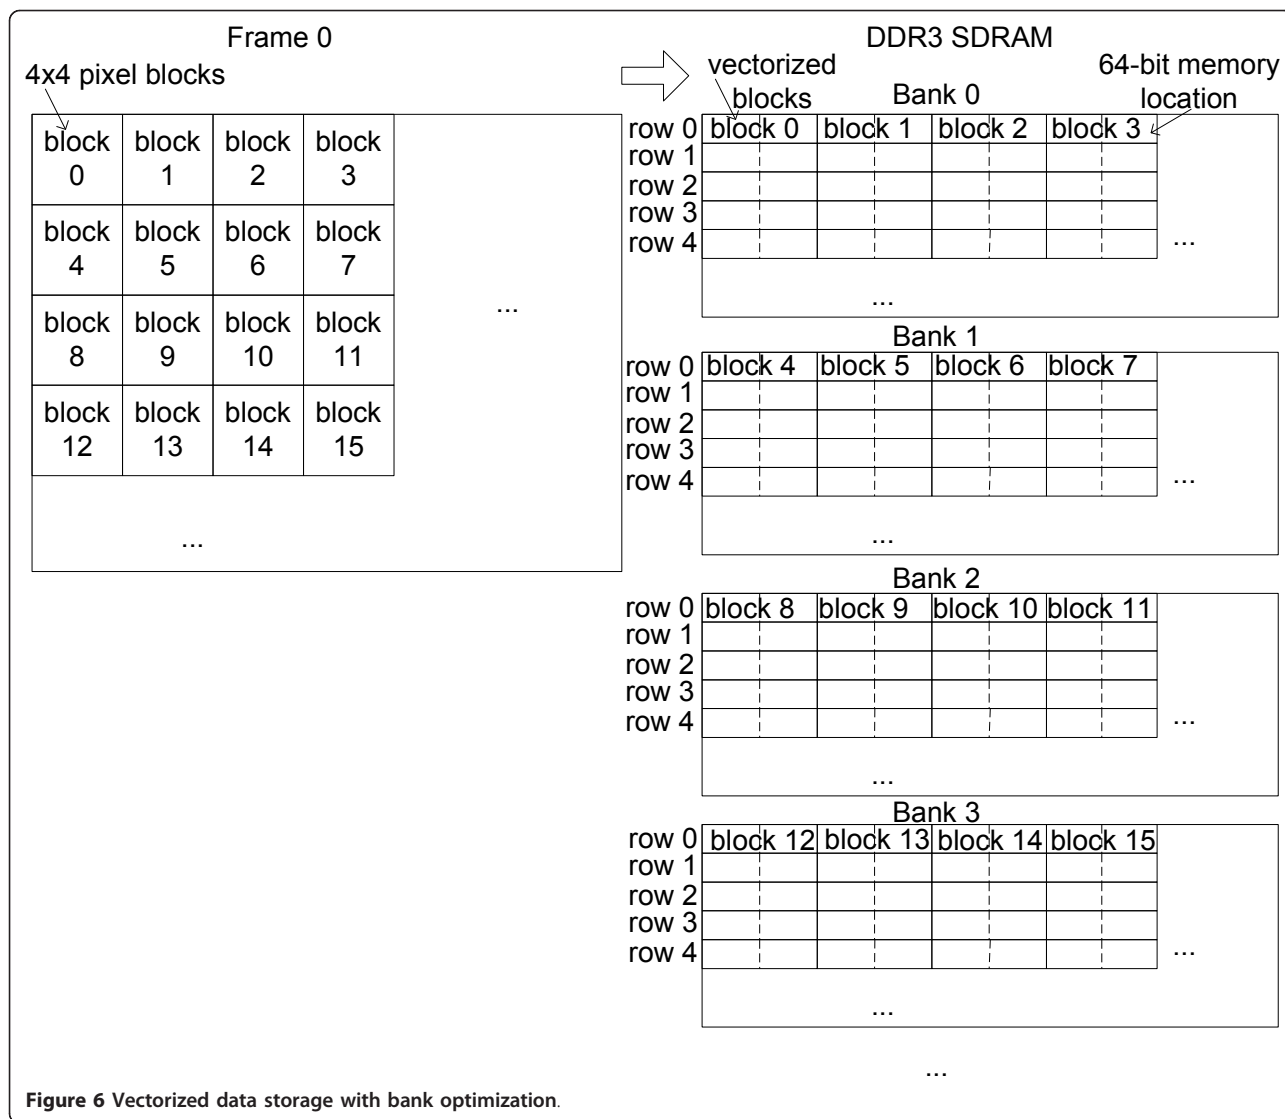 Frame 0
4x4 pixel blocks
block 0
block 1
block 2
block 3
block 4
block 5
block 6
block 7
block 8
block 9
block 10
block 11
block 12
block 13
block 14
block 15
...
...
DDR3 SDRAM
vectorized blocks
64-bit memory location
Bank 0
row 0 block 0 block 1 block 2 block 3
row 1
row 2
row 3
row 4
...
...
Bank 1
row 0 block 4 block 5 block 6 block 7
row 1
row 2
row 3
row 4
...
...
Bank 2
row 0 block 8 block 9 block 10 block 11
row 1
row 2
row 3
row 4
...
...
Bank 3
row 0 block 12 block 13 block 14 block 15
row 1
row 2
row 3
row 4
...
...
...
Figure 6 Vectorized data storage with bank optimization.